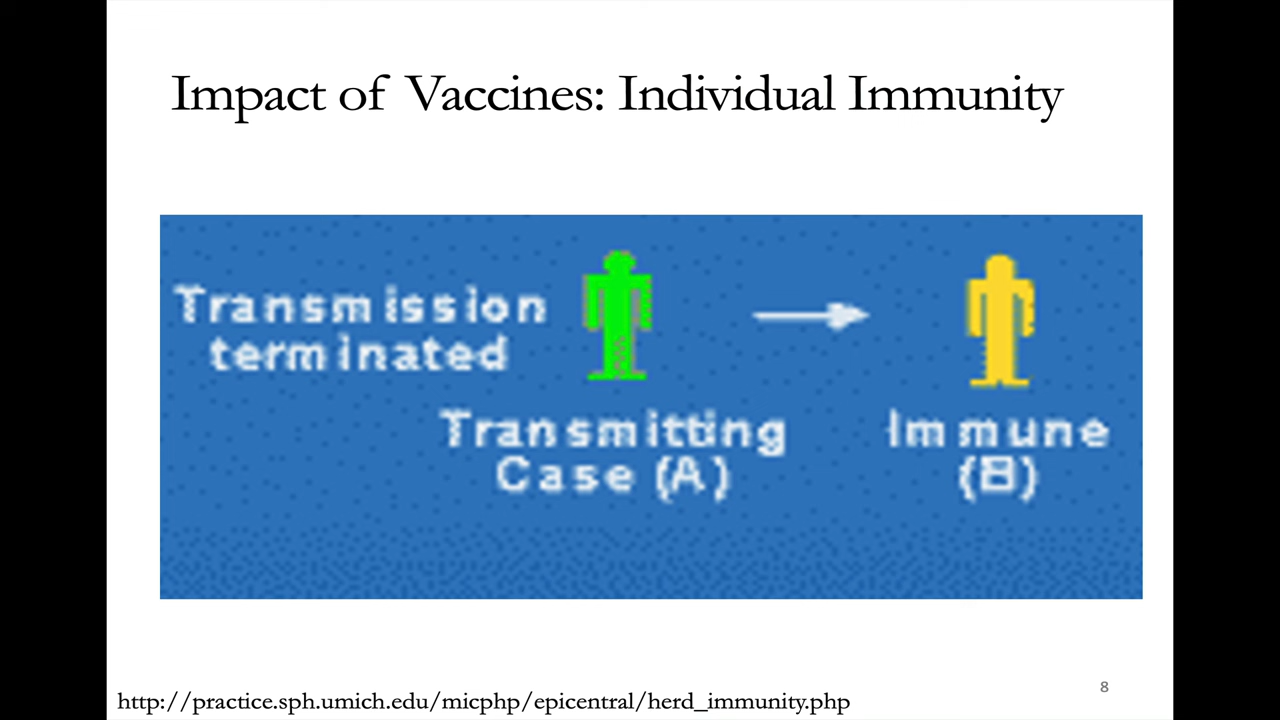 Impact of Vaccines: Individual Immunity
Transmission
terminated
Transmitting
Case (A)
Immune
(B)
http://practice.sph.umich.edu/micphp/epicentral/herd_immunity.php
8